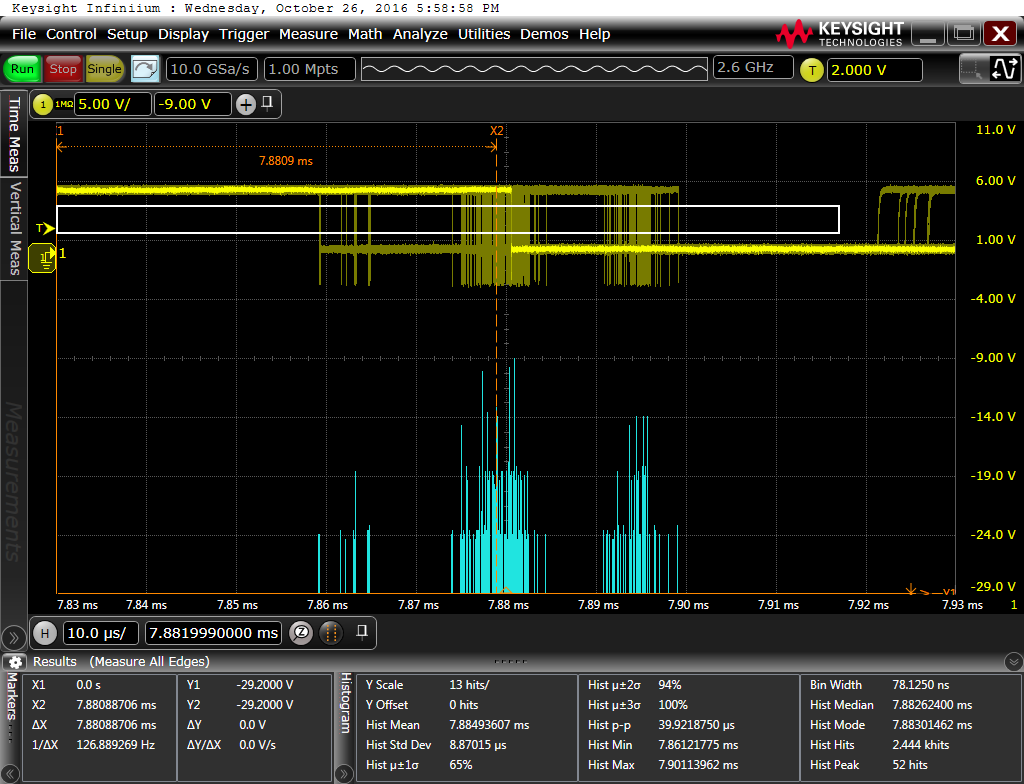 Keysight Infiniium : Wednesday, October 26, 2016 5:58:58 PM
File Control Setup Display Trigger Measure Math Analyze Utilities Demos Help
KEYSIGHT
TECHNOLOGIES
Run Stop Single 10.0 GSa/s 1.00 Mpts 2.6 GHz T 2.000 V
1 1MΩ 5.00 V/ -9.00 V
Time Meas
Vertical Meas
Measurements
1 X2 11.0 V
7.8809 ms
6.00 V
T
1.00 V
1 1
-4.00 V
-9.00 V
-14.0 V
-19.0 V
-24.0 V
-29.0 V
Y1
7.83 ms 7.84 ms 7.85 ms 7.86 ms 7.87 ms 7.88 ms 7.89 ms 7.90 ms 7.91 ms 7.92 ms 7.93 ms 1
H 10.0 µs/ 7.8819990000 ms
Results (Measure All Edges)
Markers
X1 0.0 s
X2 7.88088706 ms
ΔX 7.88088706 ms
1/ΔX 126.889269 Hz
Y1 -29.2000 V
Y2 -29.2000 V
ΔY 0.0 V
ΔY/ΔX 0.0 V/s
Histogram
Y Scale 13 hits/
Y Offset 0 hits
Hist Mean 7.88493607 ms
Hist Std Dev 8.87015 µs
Hist µ±1σ 65%
Hist µ±2σ 94%
Hist µ±3σ 100%
Hist p-p 39.9218750 µs
Hist Min 7.86121775 ms
Hist Max 7.90113962 ms
Bin Width 78.1250 ns
Hist Median 7.88262400 ms
Hist Mode 7.88301462 ms
Hist Hits 2.444 khits
Hist Peak 52 hits